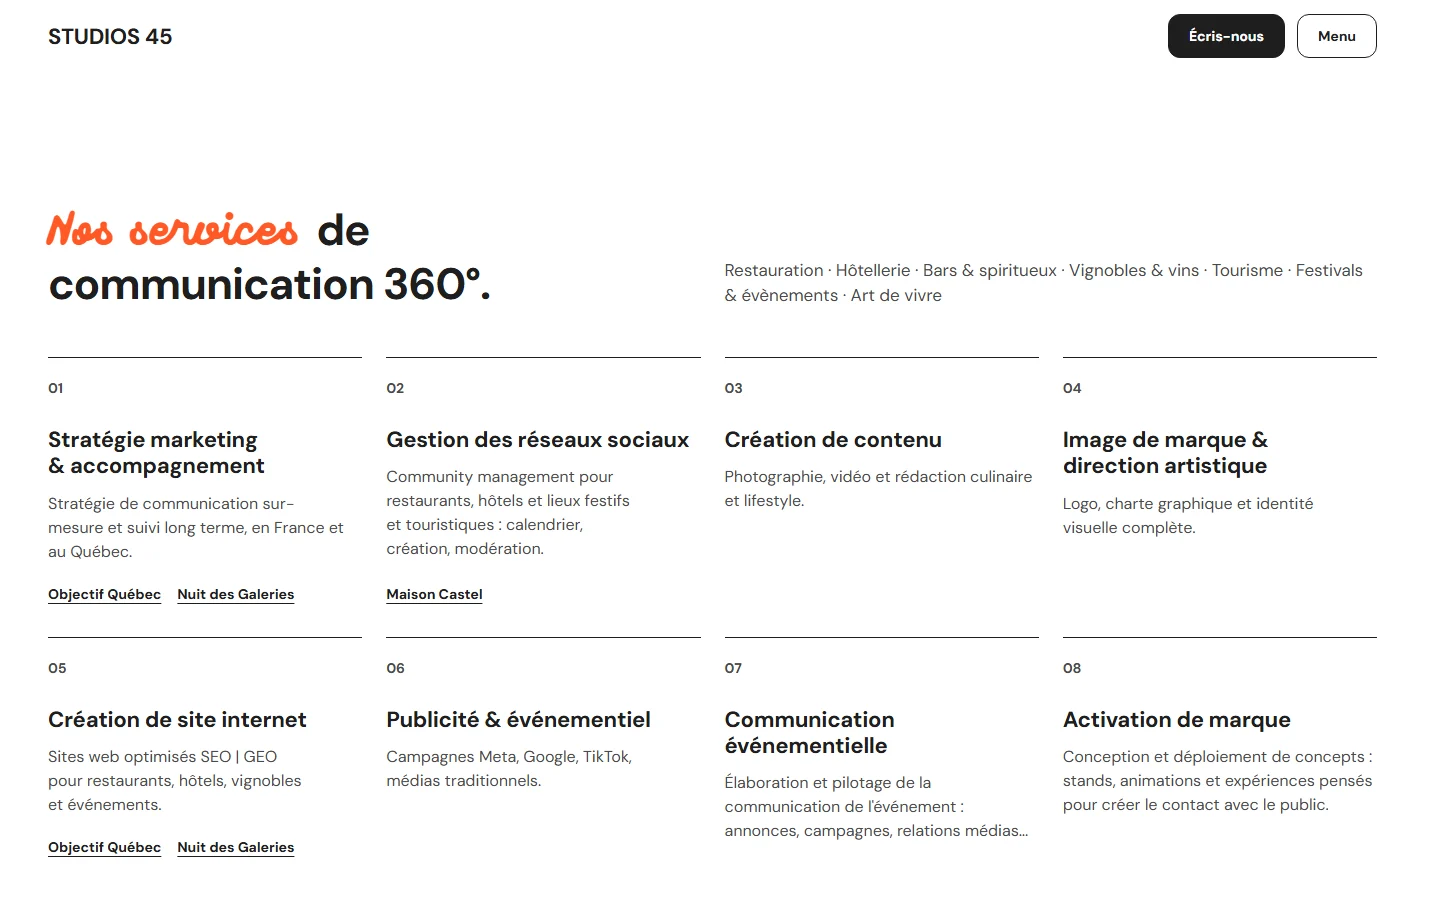 STUDIOS 45
Écris-nous
Menu
Nos services de
communication 360°.
Restauration · Hôtellerie · Bars & spiritueux · Vignobles & vins · Tourisme · Festivals
& évènements · Art de vivre
01
Stratégie marketing
& accompagnement
Stratégie de communication sur-
mesure et suivi long terme, en France et
au Québec.
Objectif Québec
Nuit des Galeries
02
Gestion des réseaux sociaux
Community management pour
restaurants, hôtels et lieux festifs
et touristiques : calendrier,
création, modération.
Maison Castel
03
Création de contenu
Photographie, vidéo et rédaction culinaire
et lifestyle.
04
Image de marque &
direction artistique
Logo, charte graphique et identité
visuelle complète.
05
Création de site internet
Sites web optimisés SEO | GEO
pour restaurants, hôtels, vignobles
et événements.
Objectif Québec
Nuit des Galeries
06
Publicité & événementiel
Campagnes Meta, Google, TikTok,
médias traditionnels.
07
Communication
événementielle
Élaboration et pilotage de la
communication de l'événement :
annonces, campagnes, relations médias...
08
Activation de marque
Conception et déploiement de concepts :
stands, animations et expériences pensés
pour créer le contact avec le public.